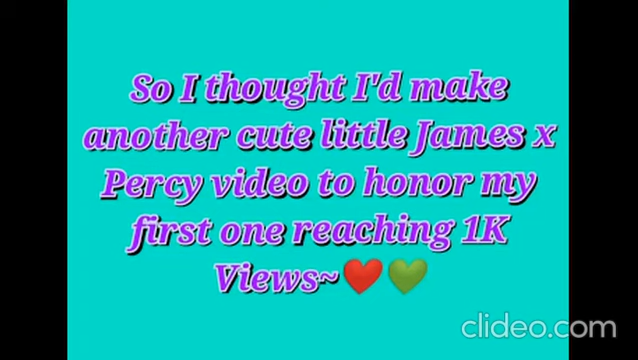 So I thought I'd make
another cute little James x
Percy video to honor my
first one reaching 1K
Views~❤️💚
clideo.com